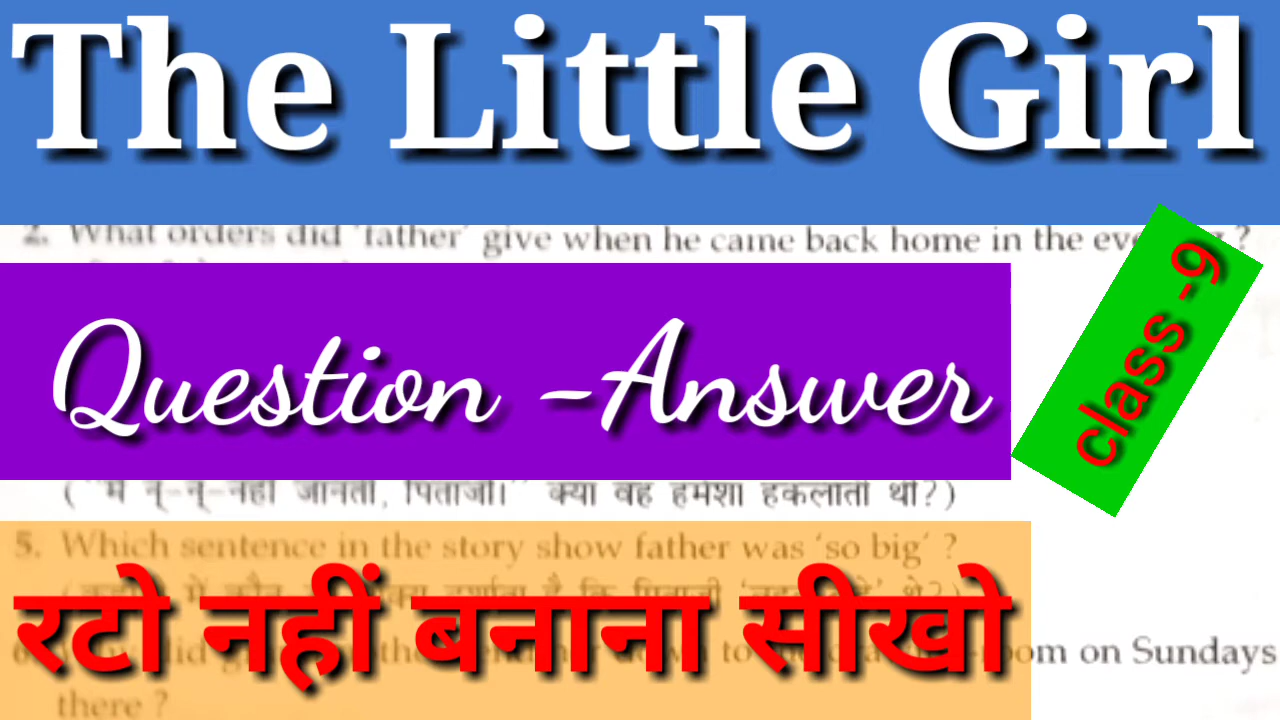 The Little Girl
2. What orders did 'father' give when he came back home in the ?
class -9
Question -Answer
( "मैं न्-न्-नहीं जानती, पिताजी।" क्या वह हमेशा हकलाती थी?)
5. Which sentence in the story show father was 'so big' ?
रटो नहीं बनाना सीखो
to room on Sundays
there ?